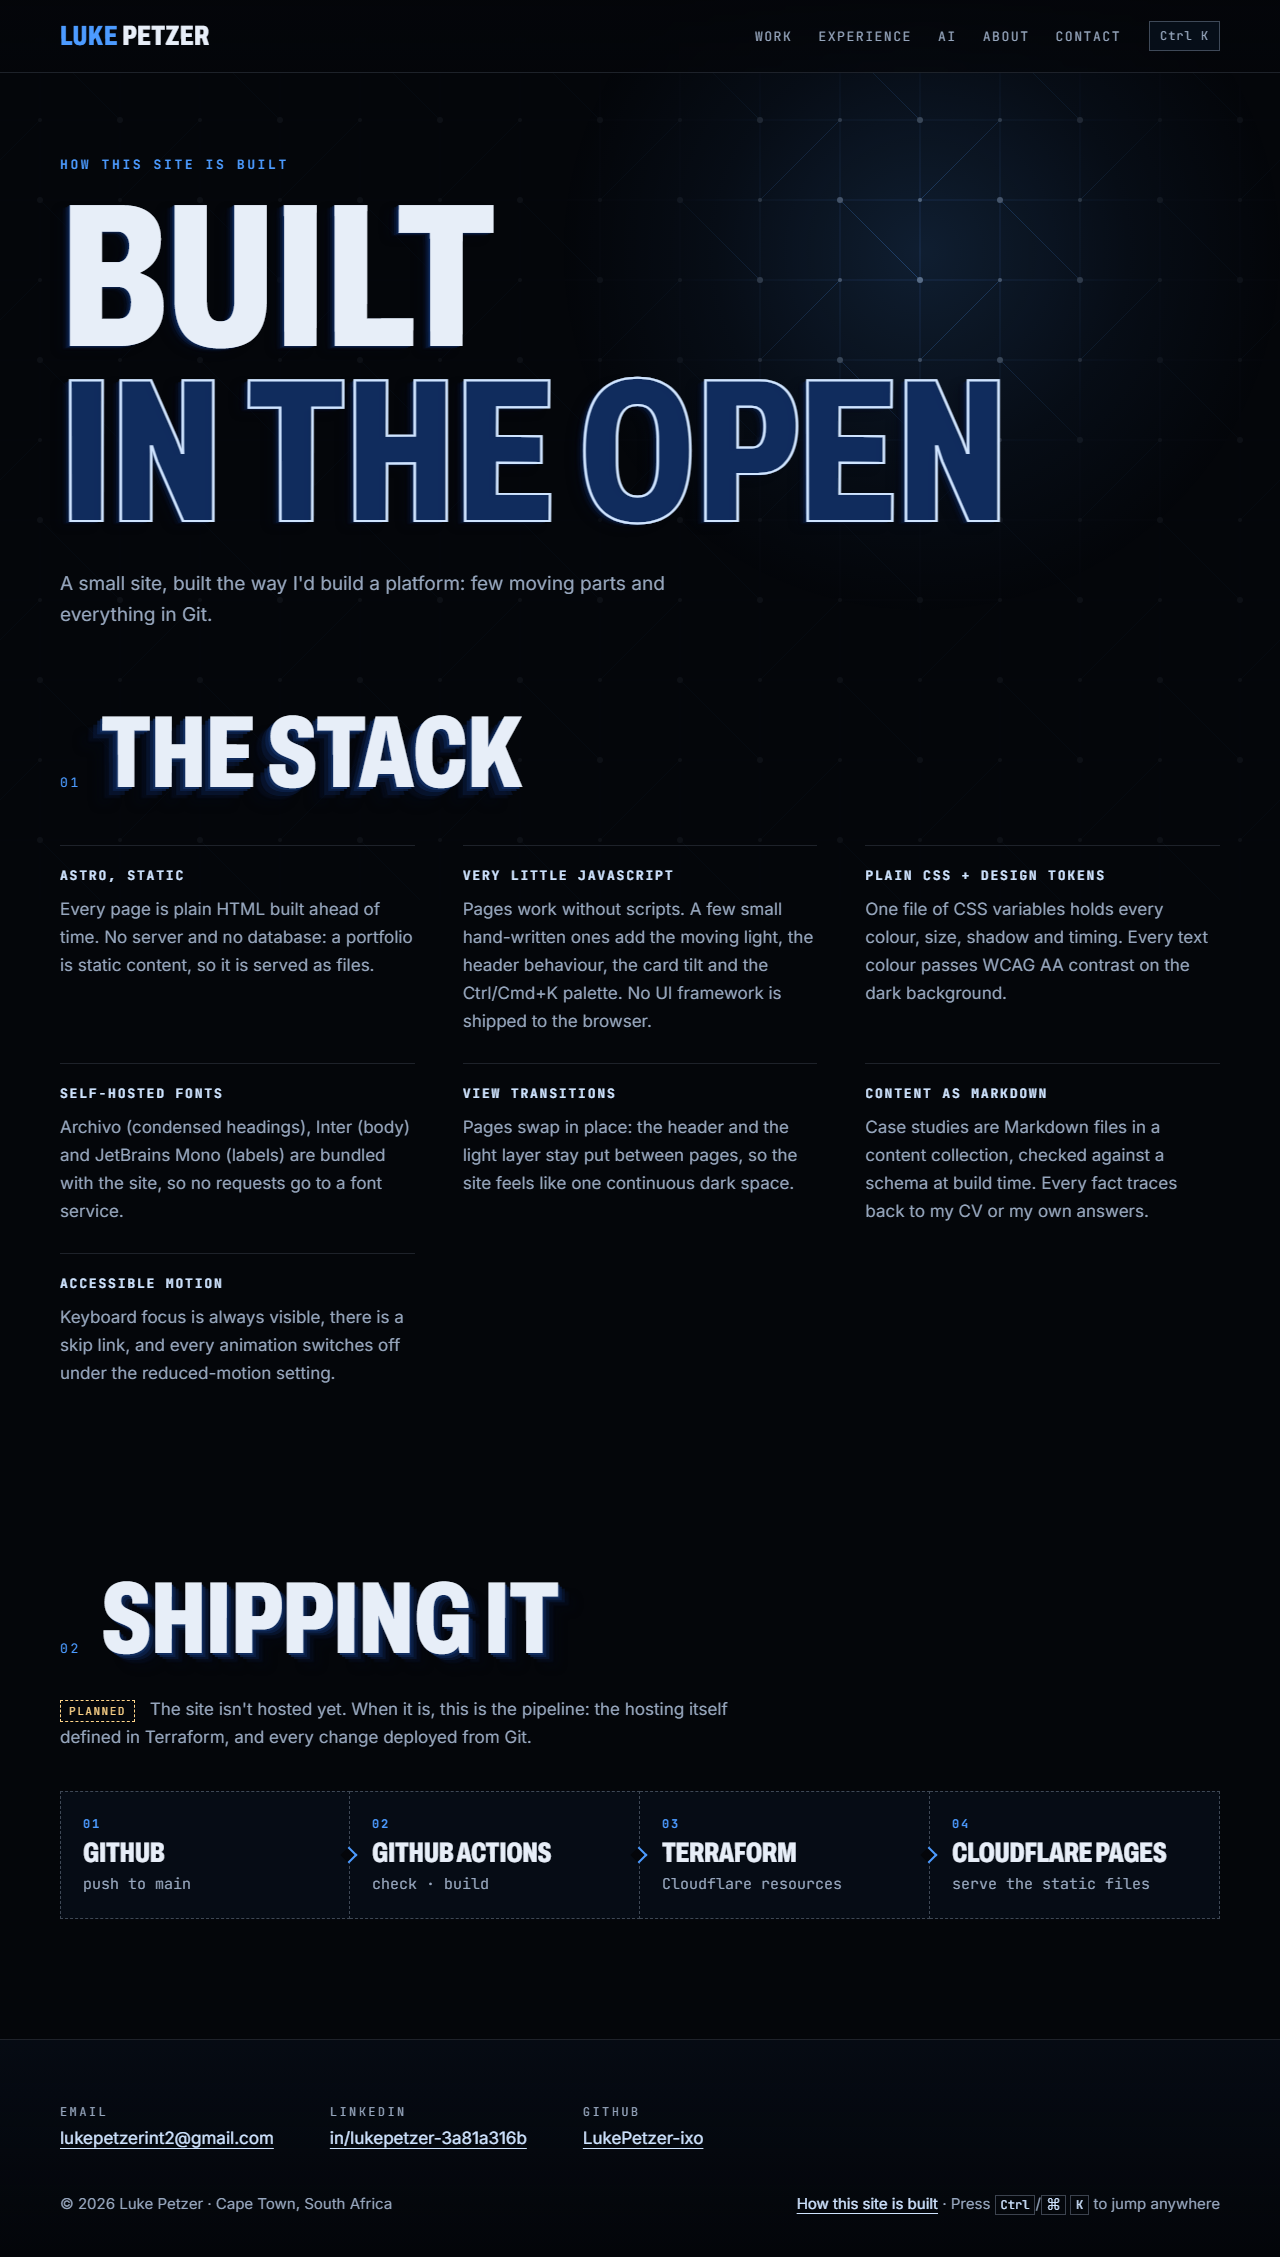 LUKE PETZER
WORK EXPERIENCE AI ABOUT CONTACT Ctrl K
HOW THIS SITE IS BUILT
BUILT
IN THE OPEN
A small site, built the way I'd build a platform: few moving parts and
everything in Git.
01 THE STACK
ASTRO, STATIC
Every page is plain HTML built ahead of
time. No server and no database: a portfolio
is static content, so it is served as files.
VERY LITTLE JAVASCRIPT
Pages work without scripts. A few small
hand-written ones add the moving light, the
header behaviour, the card tilt and the
Ctrl/Cmd+K palette. No UI framework is
shipped to the browser.
PLAIN CSS + DESIGN TOKENS
One file of CSS variables holds every
colour, size, shadow and timing. Every text
colour passes WCAG AA contrast on the
dark background.
SELF-HOSTED FONTS
Archivo (condensed headings), Inter (body)
and JetBrains Mono (labels) are bundled
with the site, so no requests go to a font
service.
VIEW TRANSITIONS
Pages swap in place: the header and the
light layer stay put between pages, so the
site feels like one continuous dark space.
CONTENT AS MARKDOWN
Case studies are Markdown files in a
content collection, checked against a
schema at build time. Every fact traces
back to my CV or my own answers.
ACCESSIBLE MOTION
Keyboard focus is always visible, there is a
skip link, and every animation switches off
under the reduced-motion setting.
02 SHIPPING IT
PLANNED The site isn't hosted yet. When it is, this is the pipeline: the hosting itself
defined in Terraform, and every change deployed from Git.
01
GITHUB
push to main
02
GITHUB ACTIONS
check · build
03
TERRAFORM
Cloudflare resources
04
CLOUDFLARE PAGES
serve the static files
EMAIL
lukepetzerint2@gmail.com
LINKEDIN
in/lukepetzer-3a81a316b
GITHUB
LukePetzer-ixo
© 2026 Luke Petzer · Cape Town, South Africa
How this site is built · Press Ctrl/⌘ K to jump anywhere